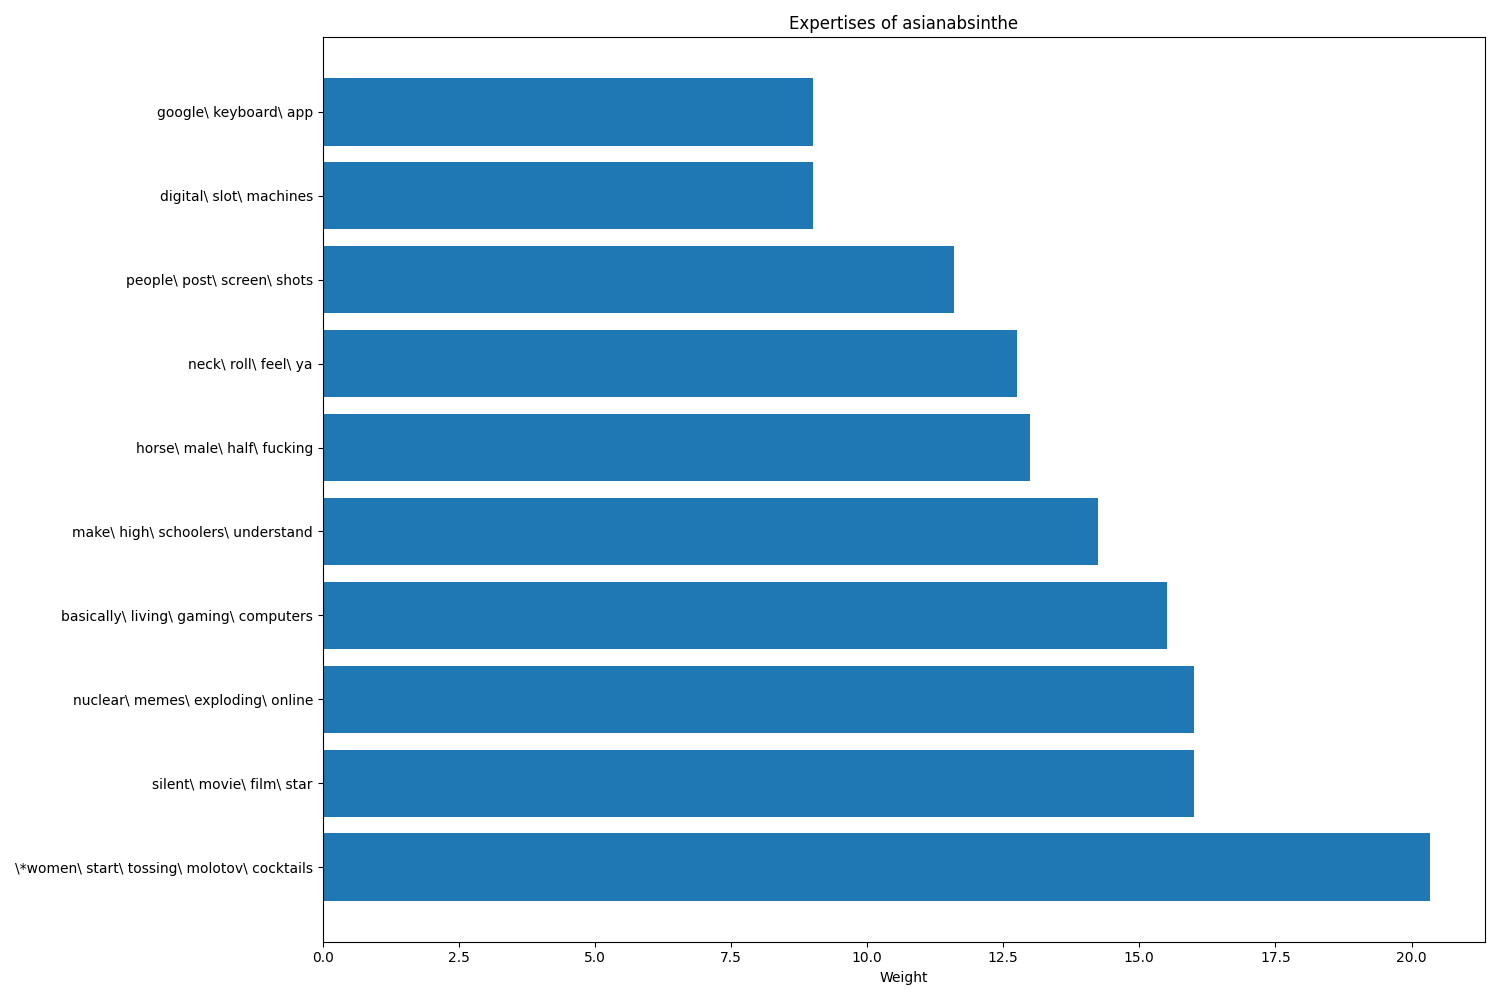 Expertises of asianabsinthe
google\ keyboard\ app
digital\ slot\ machines
people\ post\ screen\ shots
neck\ roll\ feel\ ya
horse\ male\ half\ fucking
make\ high\ schoolers\ understand
basically\ living\ gaming\ computers
nuclear\ memes\ exploding\ online
silent\ movie\ film\ star
\*women\ start\ tossing\ molotov\ cocktails
0.0 2.5 5.0 7.5 10.0 12.5 15.0 17.5 20.0
Weight